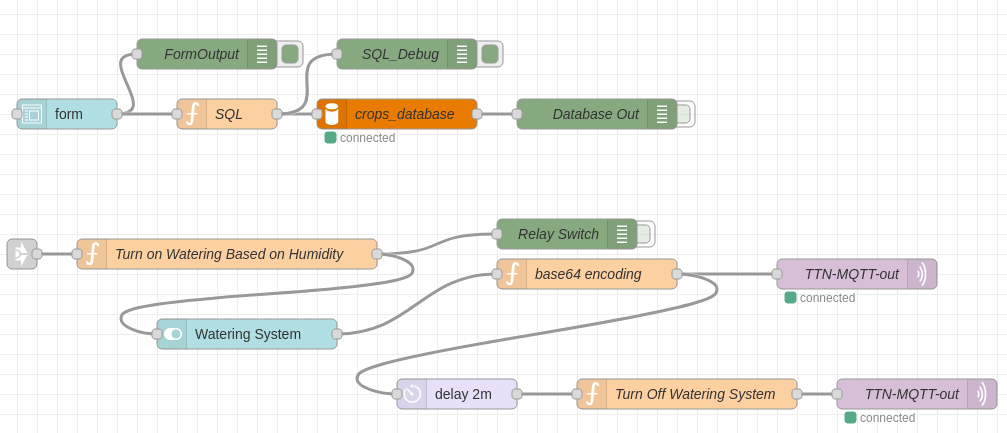 FormOutput
SQL_Debug
form
SQL
crops_database
Database Out
connected
Relay Switch
Turn on Watering Based on Humidity
base64 encoding
TTN-MQTT-out
connected
Watering System
delay 2m
Turn Off Watering System
TTN-MQTT-out
connected